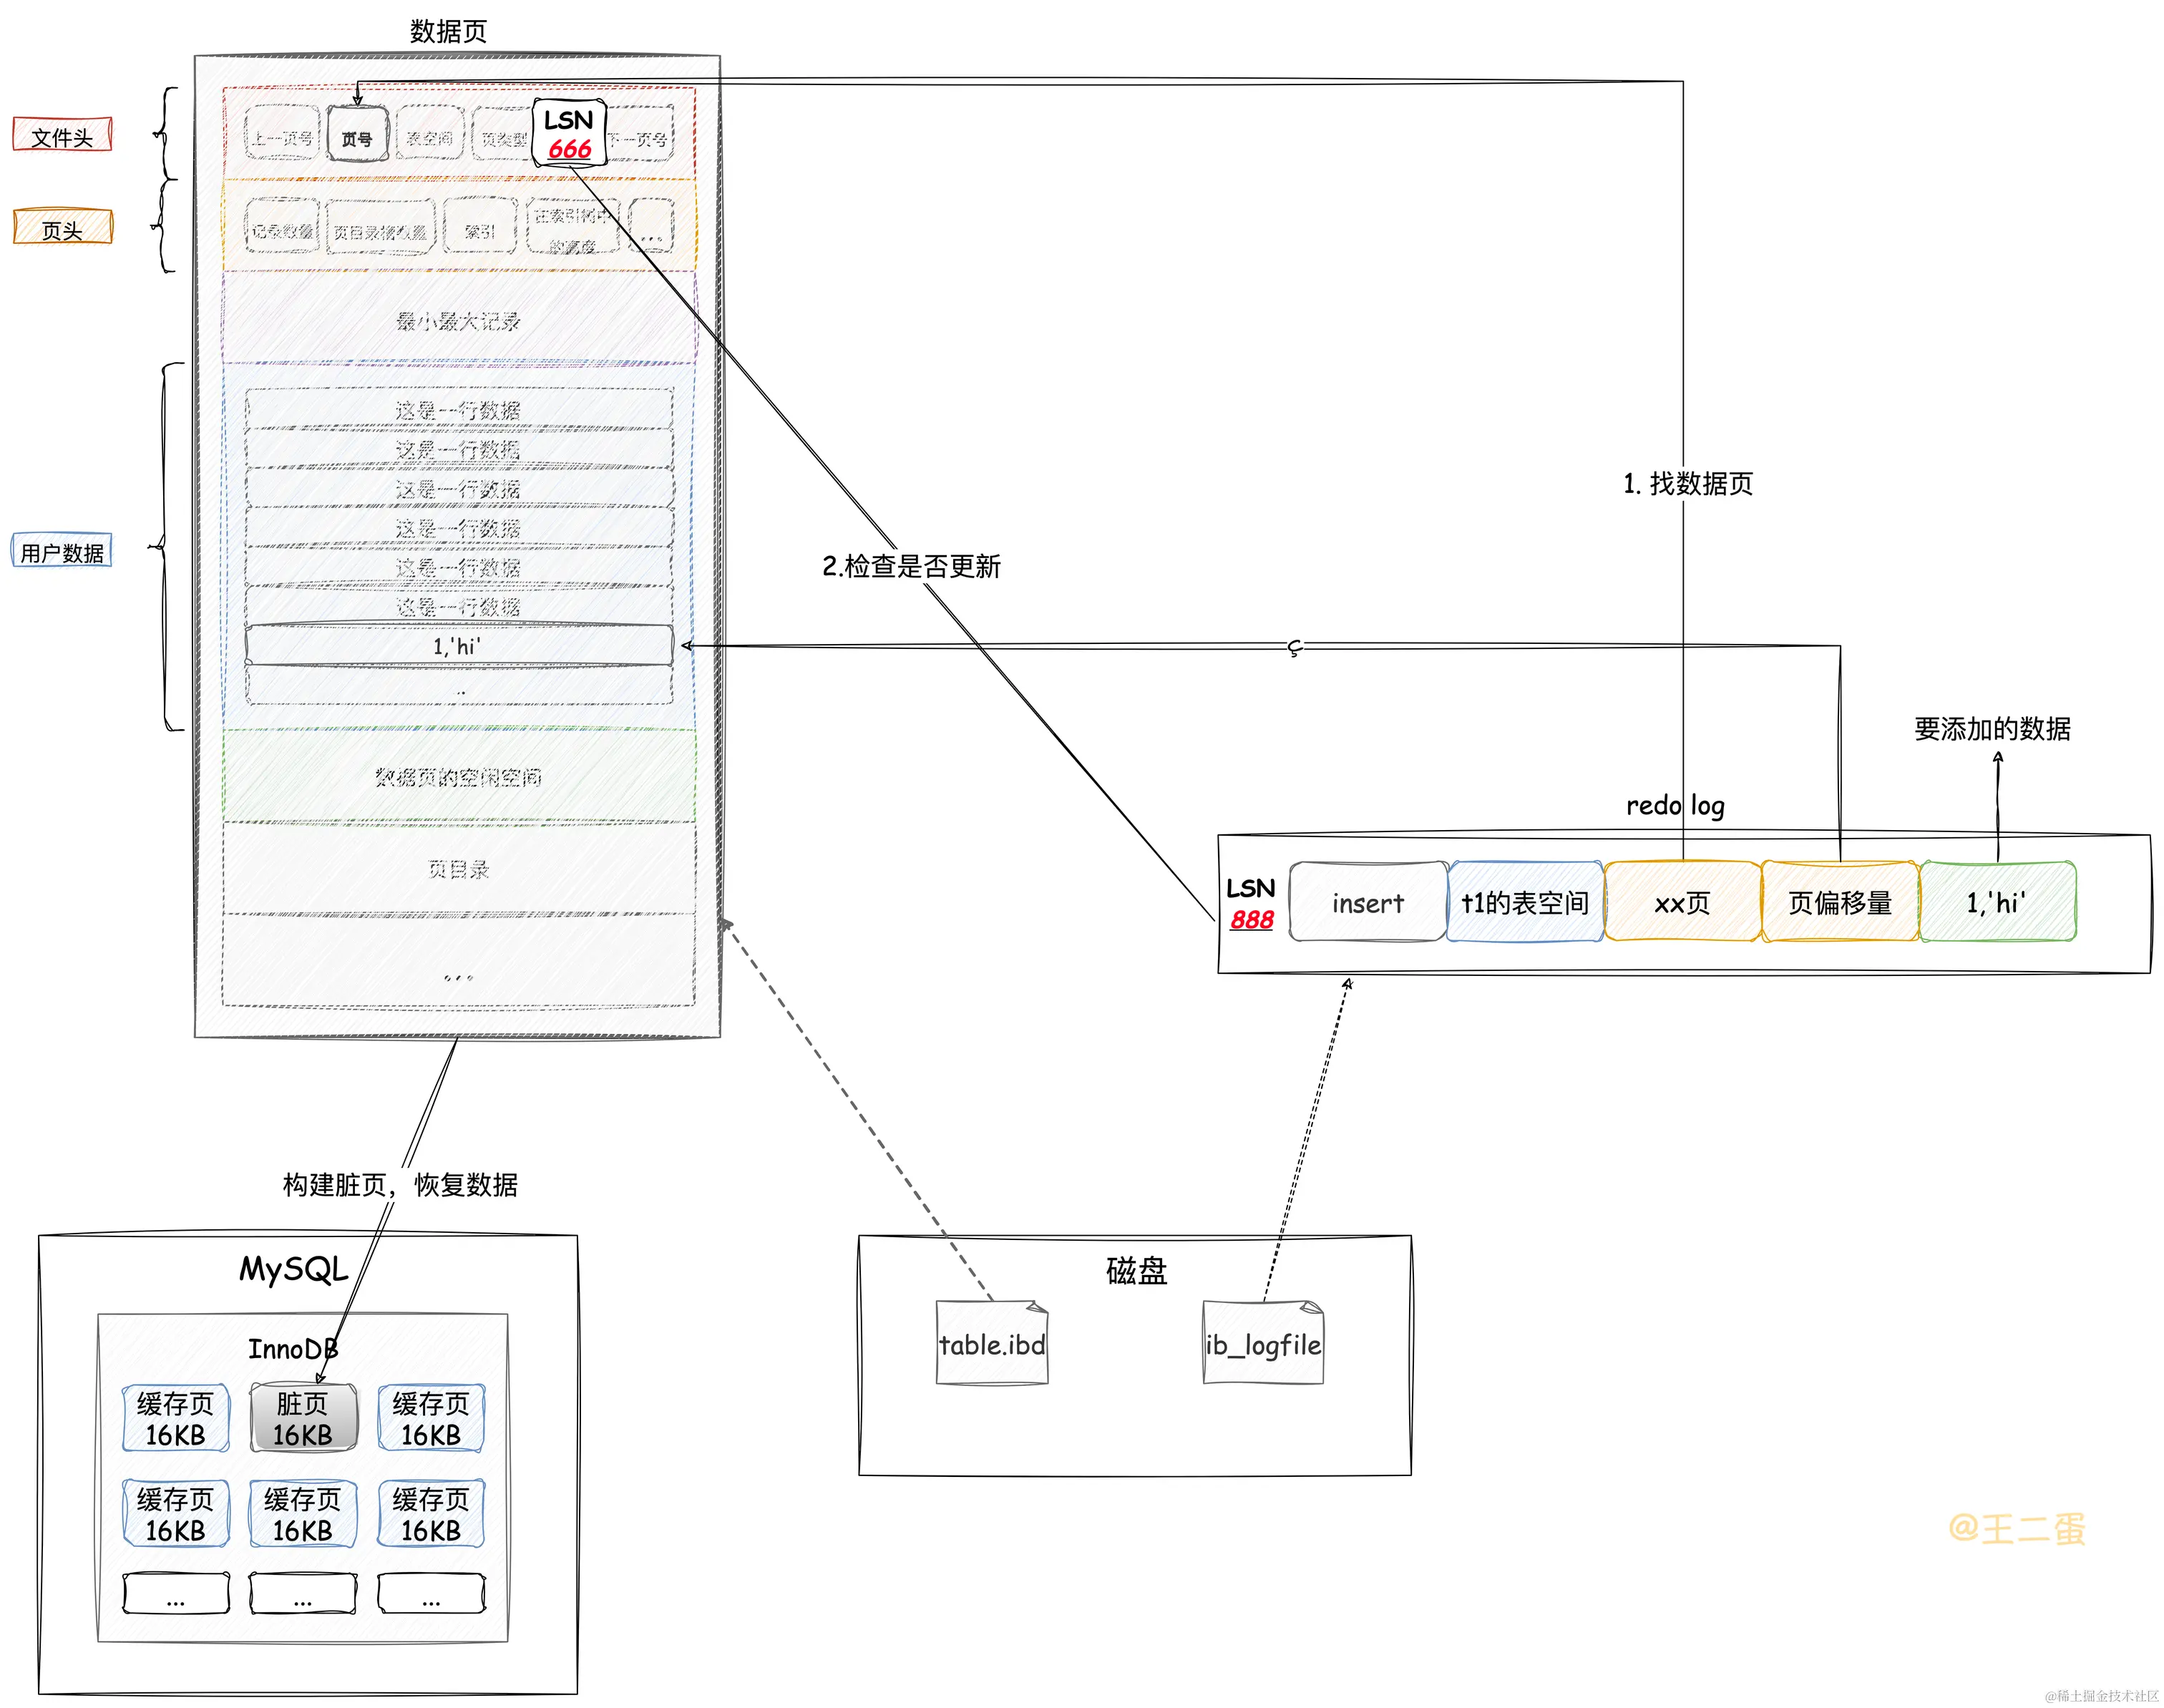 数据页
文件头
上一页号
页号
表空间
页类型
LSN
666
下一页号
页头
记录数量
页目录槽数量
索引
在索引树中
的高度
...
最小最大记录
用户数据
这是一行数据
这是一行数据
这是一行数据
这是一行数据
这是一行数据
这是一行数据
1,'hi'
..
数据页的空闲空间
页目录
...
1. 找数据页
2.检查是否更新
ç
要添加的数据
redo log
LSN
888
insert
t1的表空间
xx页
页偏移量
1,'hi'
构建脏页，恢复数据
MySQL
InnoDB
缓存页
16KB
脏页
16KB
缓存页
16KB
缓存页
16KB
缓存页
16KB
缓存页
16KB
...
...
...
磁盘
table.ibd
ib_logfile
@王二蛋
@稀土掘金技术社区